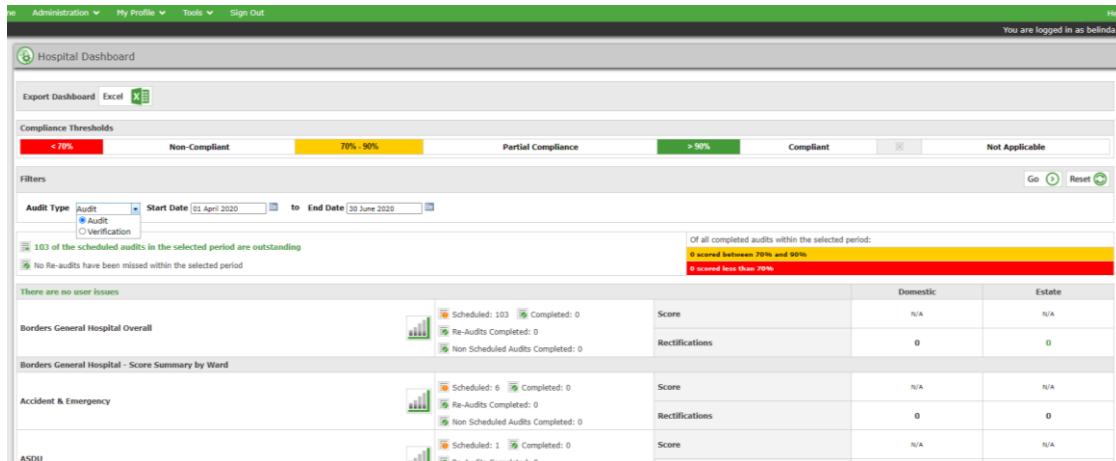 ne Administration My Profile Tools Sign Out He
You are logged in as belinda
Hospital Dashboard
Export Dashboard Excel
Compliance Thresholds
< 70% Non-Compliant 70% - 90% Partial Compliance > 90% Compliant Not Applicable
Filters Go Reset
Audit Type Audit Start Date 01 April 2020 to End Date 30 June 2020
Audit
Verification
103 of the scheduled audits in the selected period are outstanding
No Re-audits have been missed within the selected period
Of all completed audits within the selected period:
0 scored between 70% and 90%
0 scored less than 70%
There are no user issues Domestic Estate
Borders General Hospital Overall
Scheduled: 103 Completed: 0
Re-Audits Completed: 0
Non Scheduled Audits Completed: 0
Score N/A N/A
Rectifications 0 0
Borders General Hospital - Score Summary by Ward
Accident & Emergency
Scheduled: 6 Completed: 0
Re-Audits Completed: 0
Non Scheduled Audits Completed: 0
Score N/A N/A
Rectifications 0 0
ASDU
Scheduled: 1 Completed: 0
Score N/A N/A